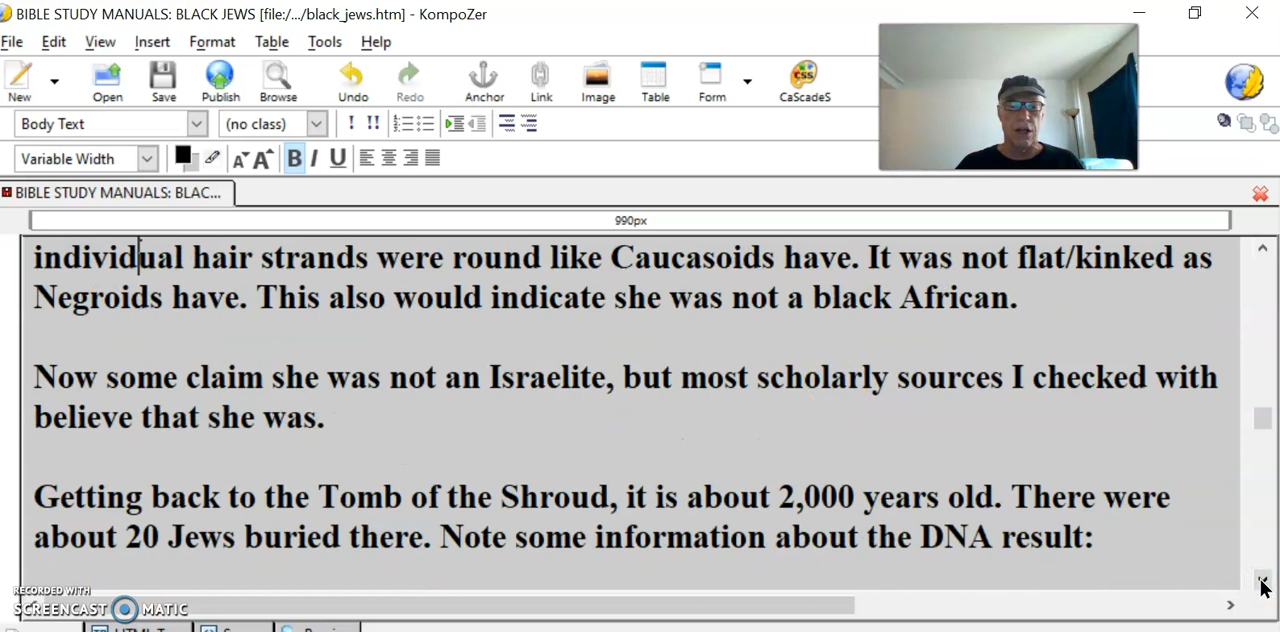 BIBLE STUDY MANUALS: BLACK JEWS [file:/.../black_jews.htm] - KompoZer
File Edit View Insert Format Table Tools Help
New Open Save Publish Browse Undo Redo Anchor Link Image Table Form CaScadeS
Body Text (no class) ! !!
Variable Width A A B I U
BIBLE STUDY MANUALS: BLAC...
990px
individual hair strands were round like Caucasoids have. It was not flat/kinked as
Negroids have. This also would indicate she was not a black African.
Now some claim she was not an Israelite, but most scholarly sources I checked with
believe that she was.
Getting back to the Tomb of the Shroud, it is about 2,000 years old. There were
about 20 Jews buried there. Note some information about the DNA result:
RECORDED WITH
SCREENCAST MATIC